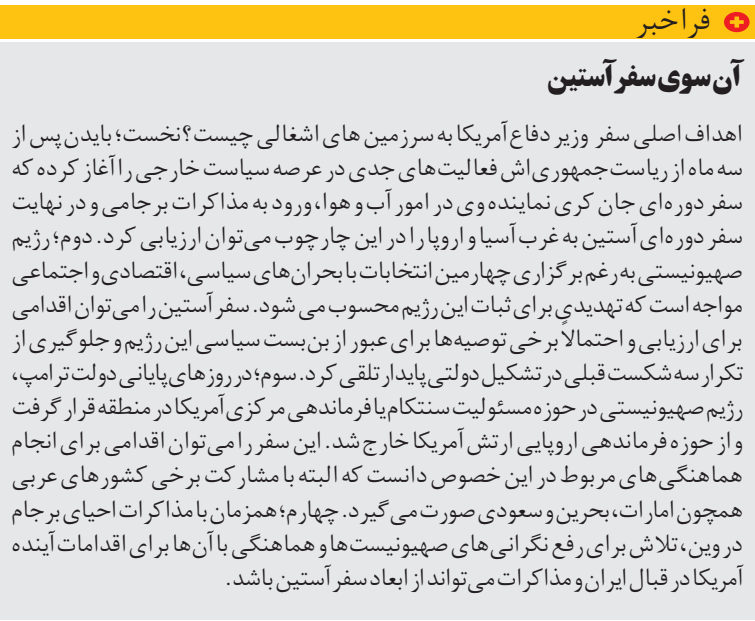 فراخبر
آن سوی سفر آستین
اهداف اصلی سفر وزیر دفاع آمریکا به سرزمین های اشغالی چیست؟نخست؛ بایدن پس از
سه ماه از ریاست جمهوری اش فعالیت های جدی در عرصه سیاست خارجی را آغاز کرده که
سفر دوره ای جان کری نماینده وی در امور آب و هوا، ورود به مذاکرات برجامی و در نهایت
سفر دوره ای آستین به غرب آسیا و اروپا را در این چارچوب می توان ارزیابی کرد. دوم؛ رژیم
صهیونیستی به رغم برگزاری چهارمین انتخابات با بحران های سیاسی، اقتصادی و اجتماعی
مواجه است که تهدیدی برای ثبات این رژیم محسوب می شود. سفر آستین را می توان اقدامی
برای ارزیابی و احتمالاً برخی توصیه ها برای عبور از بن بست سیاسی این رژیم و جلوگیری از
تکرار سه شکست قبلی در تشکیل دولتی پایدار تلقی کرد. سوم؛ در روزهای پایانی دولت ترامپ،
رژیم صهیونیستی در حوزه مسئولیت سنتکام یا فرماندهی مرکزی آمریکا در منطقه قرار گرفت
و از حوزه فرماندهی اروپایی ارتش آمریکا خارج شد. این سفر را می توان اقدامی برای انجام
هماهنگی های مربوط در این خصوص دانست که البته با مشارکت برخی کشورهای عربی
همچون امارات، بحرین و سعودی صورت می گیرد. چهارم؛ همزمان با مذاکرات احیای برجام
در وین، تلاش برای رفع نگرانی های صهیونیست ها و هماهنگی با آن ها برای اقدامات آینده
آمریکا در قبال ایران و مذاکرات می تواند از ابعاد سفر آستین باشد.